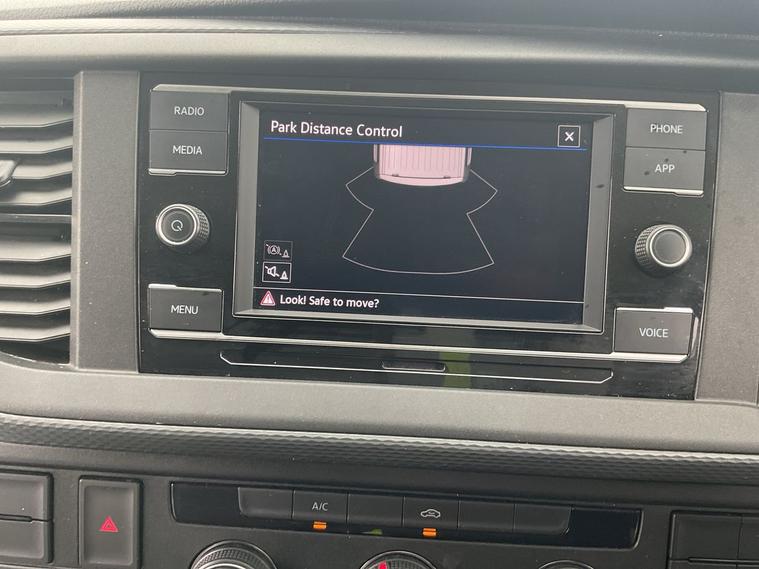 RADIO
MEDIA
MENU
Park Distance Control
Look! Safe to move?
PHONE
APP
VOICE
A/C